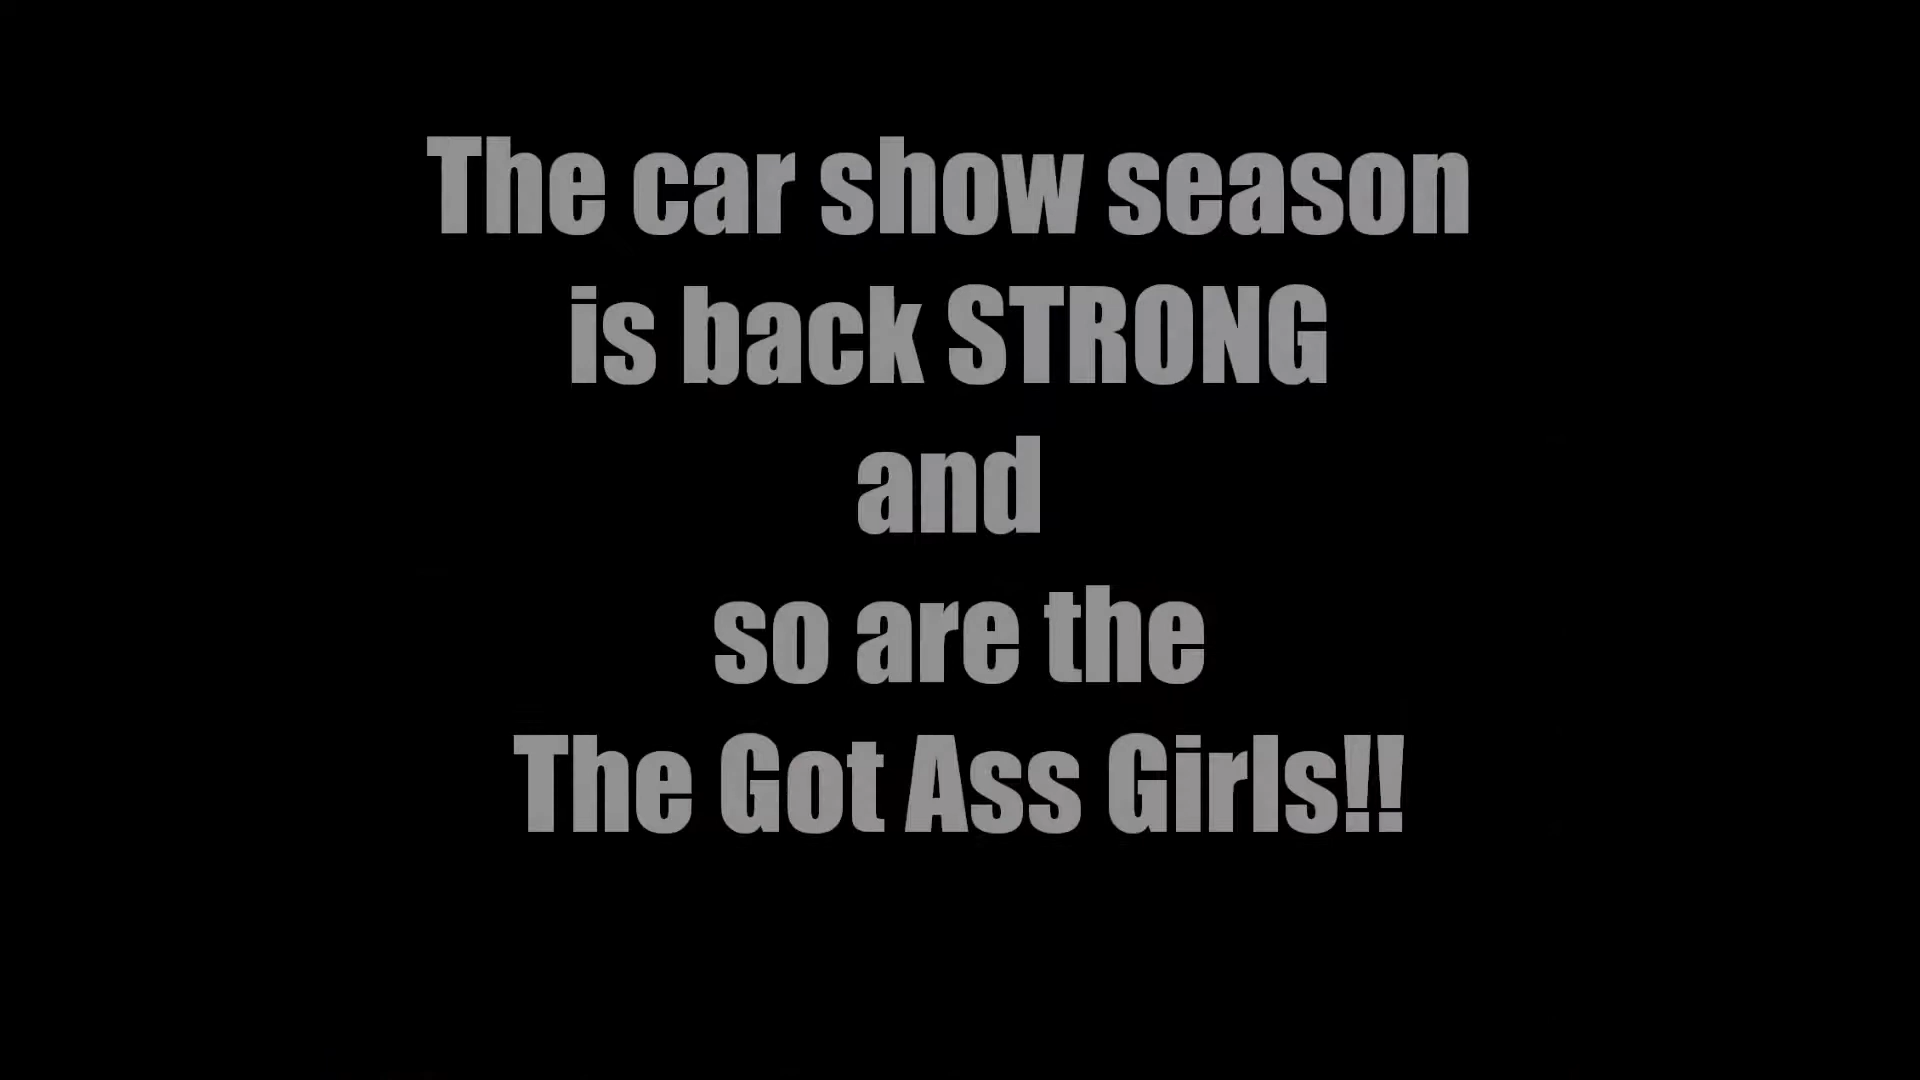 The car show season
is back STRONG
and
so are the
The Got Ass Girls!!